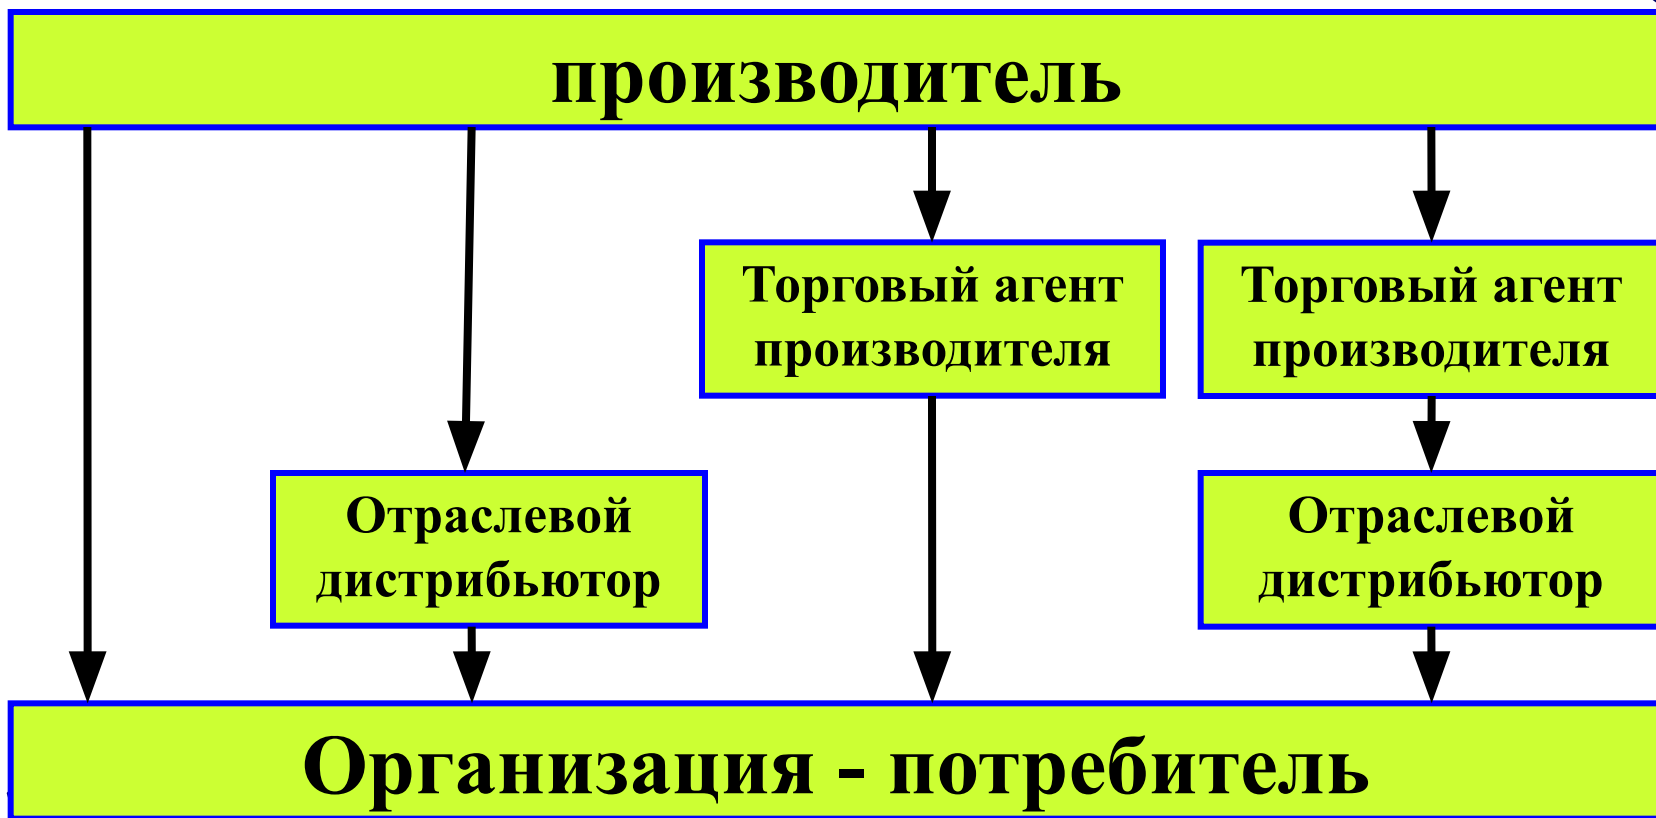 производитель
Торговый агент
производителя
Торговый агент
производителя
Отраслевой
дистрибьютор
Отраслевой
дистрибьютор
Организация - потребитель